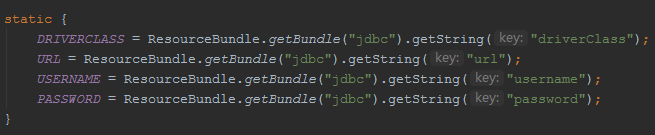 static {
    DRIVERCLASS = ResourceBundle.getBundle("jdbc").getString( key: "driverClass");
    URL = ResourceBundle.getBundle("jdbc").getString( key: "url");
    USERNAME = ResourceBundle.getBundle("jdbc").getString( key: "username");
    PASSWORD = ResourceBundle.getBundle("jdbc").getString( key: "password");
}